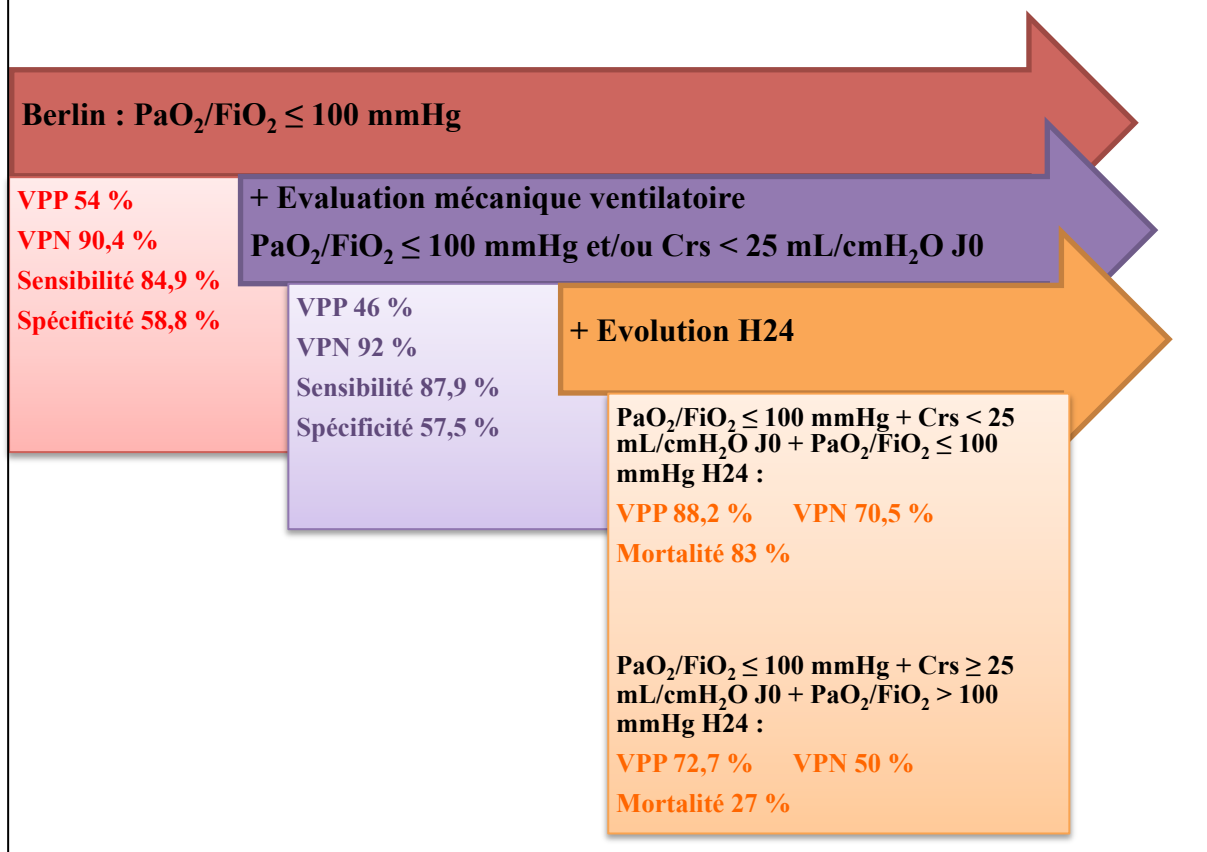 Berlin : PaO₂/FiO₂ ≤ 100 mmHg
VPP 54 %
VPN 90,4 %
Sensibilité 84,9 %
Spécificité 58,8 %
+ Evaluation mécanique ventilatoire
PaO₂/FiO₂ ≤ 100 mmHg et/ou Crs < 25 mL/cmH₂O J0
VPP 46 %
VPN 92 %
Sensibilité 87,9 %
Spécificité 57,5 %
+ Evolution H24
PaO₂/FiO₂ ≤ 100 mmHg + Crs < 25
mL/cmH₂O J0 + PaO₂/FiO₂ ≤ 100
mmHg H24 :
VPP 88,2 % VPN 70,5 %
Mortalité 83 %
PaO₂/FiO₂ ≤ 100 mmHg + Crs ≥ 25
mL/cmH₂O J0 + PaO₂/FiO₂ > 100
mmHg H24 :
VPP 72,7 % VPN 50 %
Mortalité 27 %